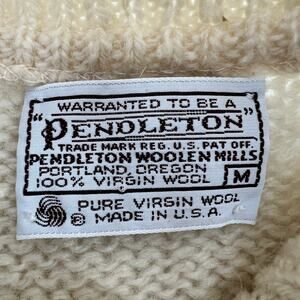 WARRANTED TO BE A
"PENDLETON"
TRADE MARK REG. U.S. PAT OFF.
PENDLETON WOOLEN MILLS
PORTLAND, OREGON
100% VIRGIN WOOL M
PURE VIRGIN WOOL
® MADE IN U.S.A.